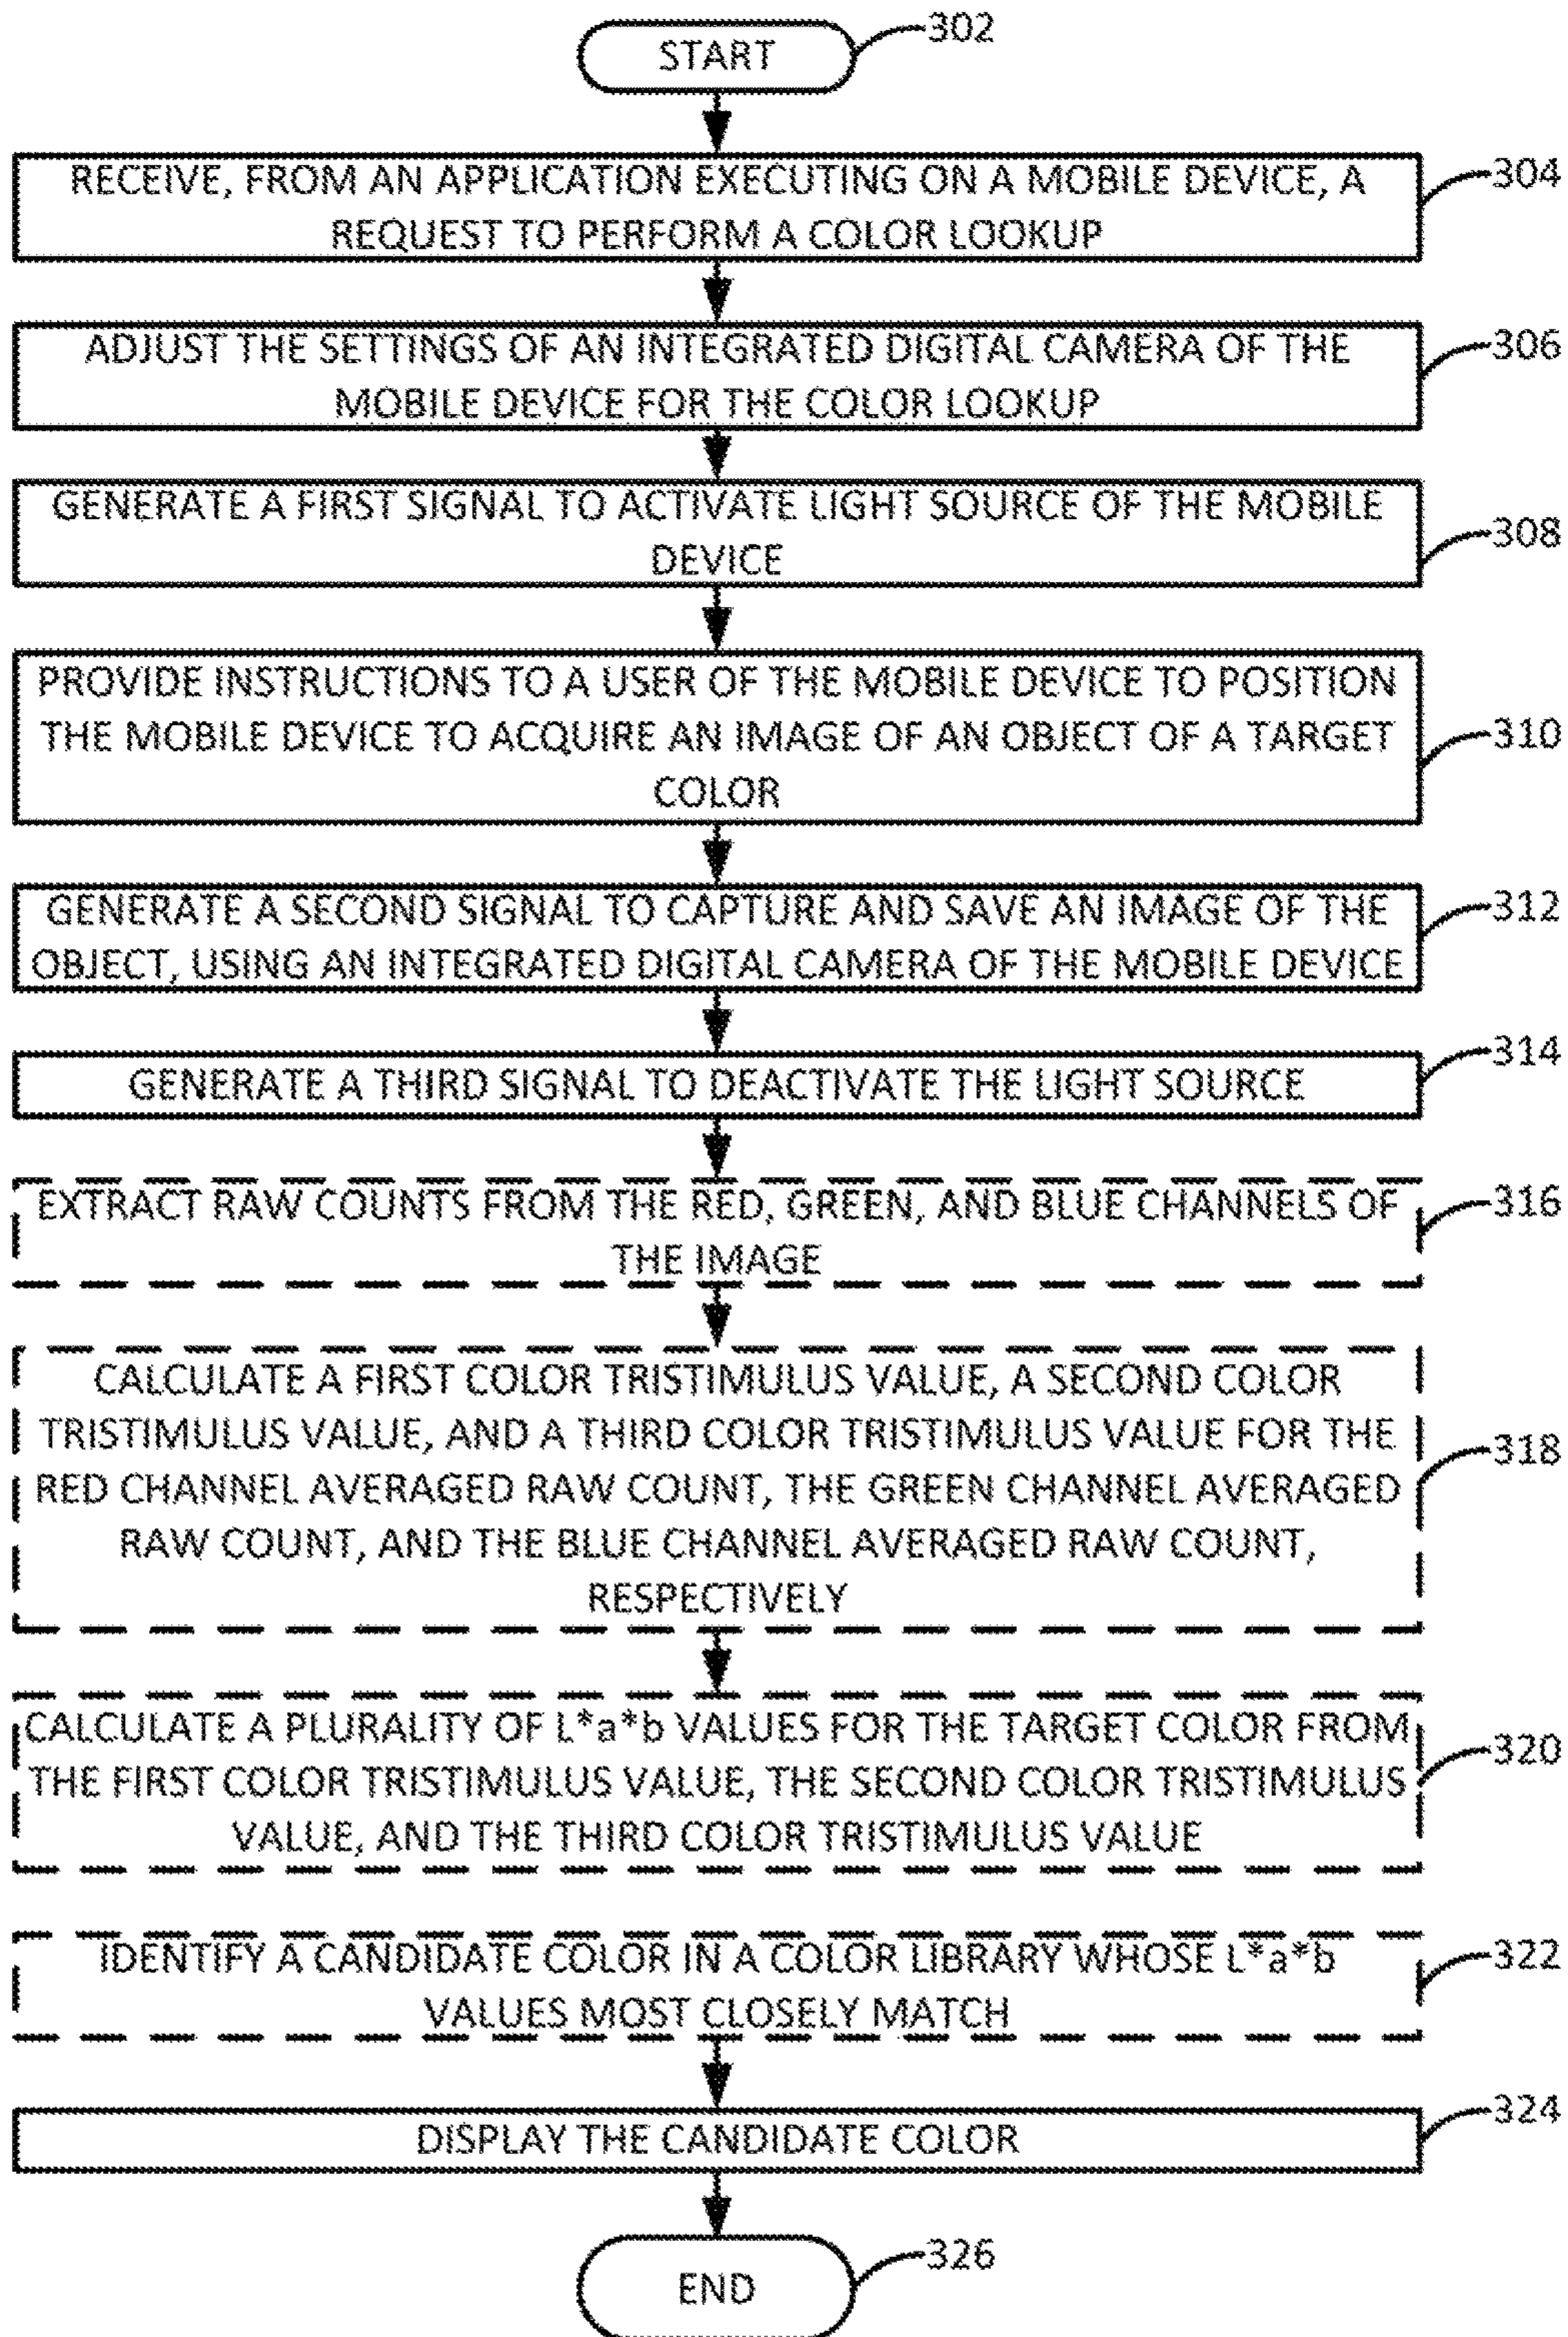 START
302
RECEIVE, FROM AN APPLICATION EXECUTING ON A MOBILE DEVICE, A
REQUEST TO PERFORM A COLOR LOOKUP
304
ADJUST THE SETTINGS OF AN INTEGRATED DIGITAL CAMERA OF THE
MOBILE DEVICE FOR THE COLOR LOOKUP
306
GENERATE A FIRST SIGNAL TO ACTIVATE LIGHT SOURCE OF THE MOBILE
DEVICE
308
PROVIDE INSTRUCTIONS TO A USER OF THE MOBILE DEVICE TO POSITION
THE MOBILE DEVICE TO ACQUIRE AN IMAGE OF AN OBJECT OF A TARGET
COLOR
310
GENERATE A SECOND SIGNAL TO CAPTURE AND SAVE AN IMAGE OF THE
OBJECT, USING AN INTEGRATED DIGITAL CAMERA OF THE MOBILE DEVICE
312
GENERATE A THIRD SIGNAL TO DEACTIVATE THE LIGHT SOURCE
314
EXTRACT RAW COUNTS FROM THE RED, GREEN, AND BLUE CHANNELS OF
THE IMAGE
316
CALCULATE A FIRST COLOR TRISTIMULUS VALUE, A SECOND COLOR
TRISTIMULUS VALUE, AND A THIRD COLOR TRISTIMULUS VALUE FOR THE
RED CHANNEL AVERAGED RAW COUNT, THE GREEN CHANNEL AVERAGED
RAW COUNT, AND THE BLUE CHANNEL AVERAGED RAW COUNT,
RESPECTIVELY
318
CALCULATE A PLURALITY OF L*a*b VALUES FOR THE TARGET COLOR FROM
THE FIRST COLOR TRISTIMULUS VALUE, THE SECOND COLOR TRISTIMULUS
VALUE, AND THE THIRD COLOR TRISTIMULUS VALUE
320
IDENTIFY A CANDIDATE COLOR IN A COLOR LIBRARY WHOSE L*a*b
VALUES MOST CLOSELY MATCH
322
DISPLAY THE CANDIDATE COLOR
324
END
326